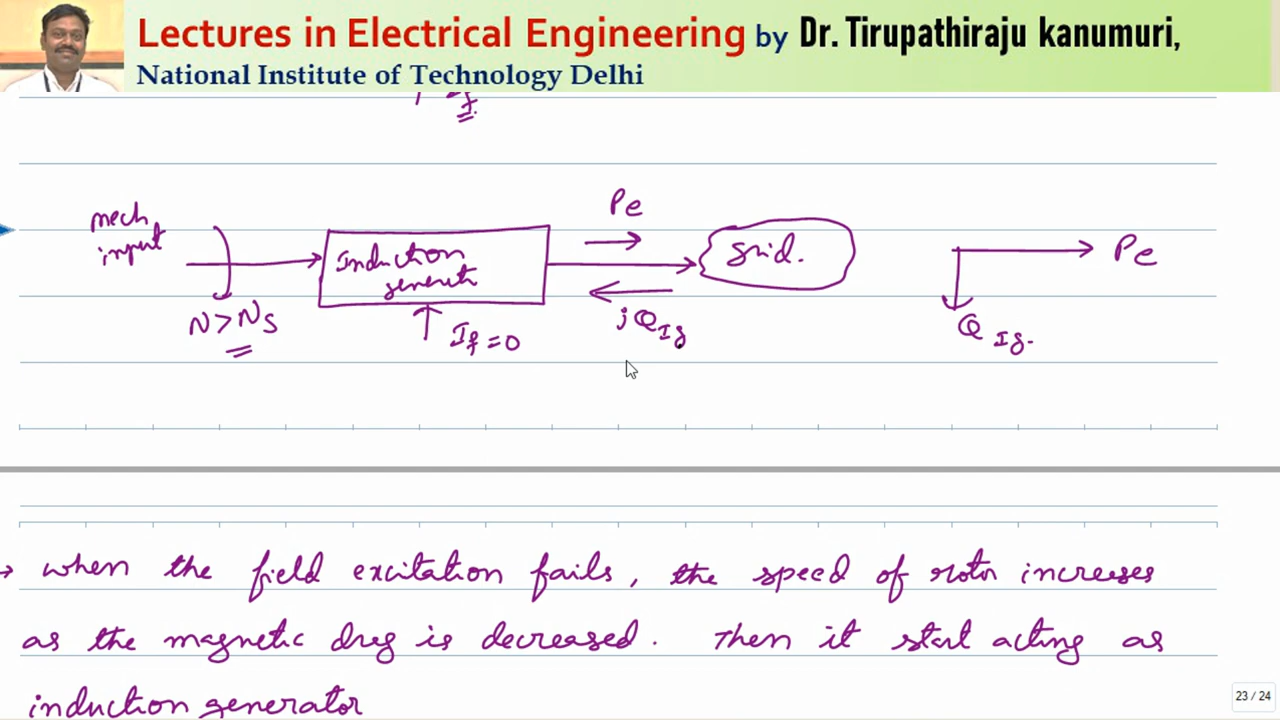 Lectures in Electrical Engineering by Dr. Tirupathiraju kanumuri,
National Institute of Technology Delhi
mech
input
N > Ns
Induction
If = 0
Pe
jQIg
Grid.
Pe
QIg.
when the field excitation fails, the speed of rotor increases
as the magnetic drag is decreased. Then it start acting as
induction generator
23 / 24